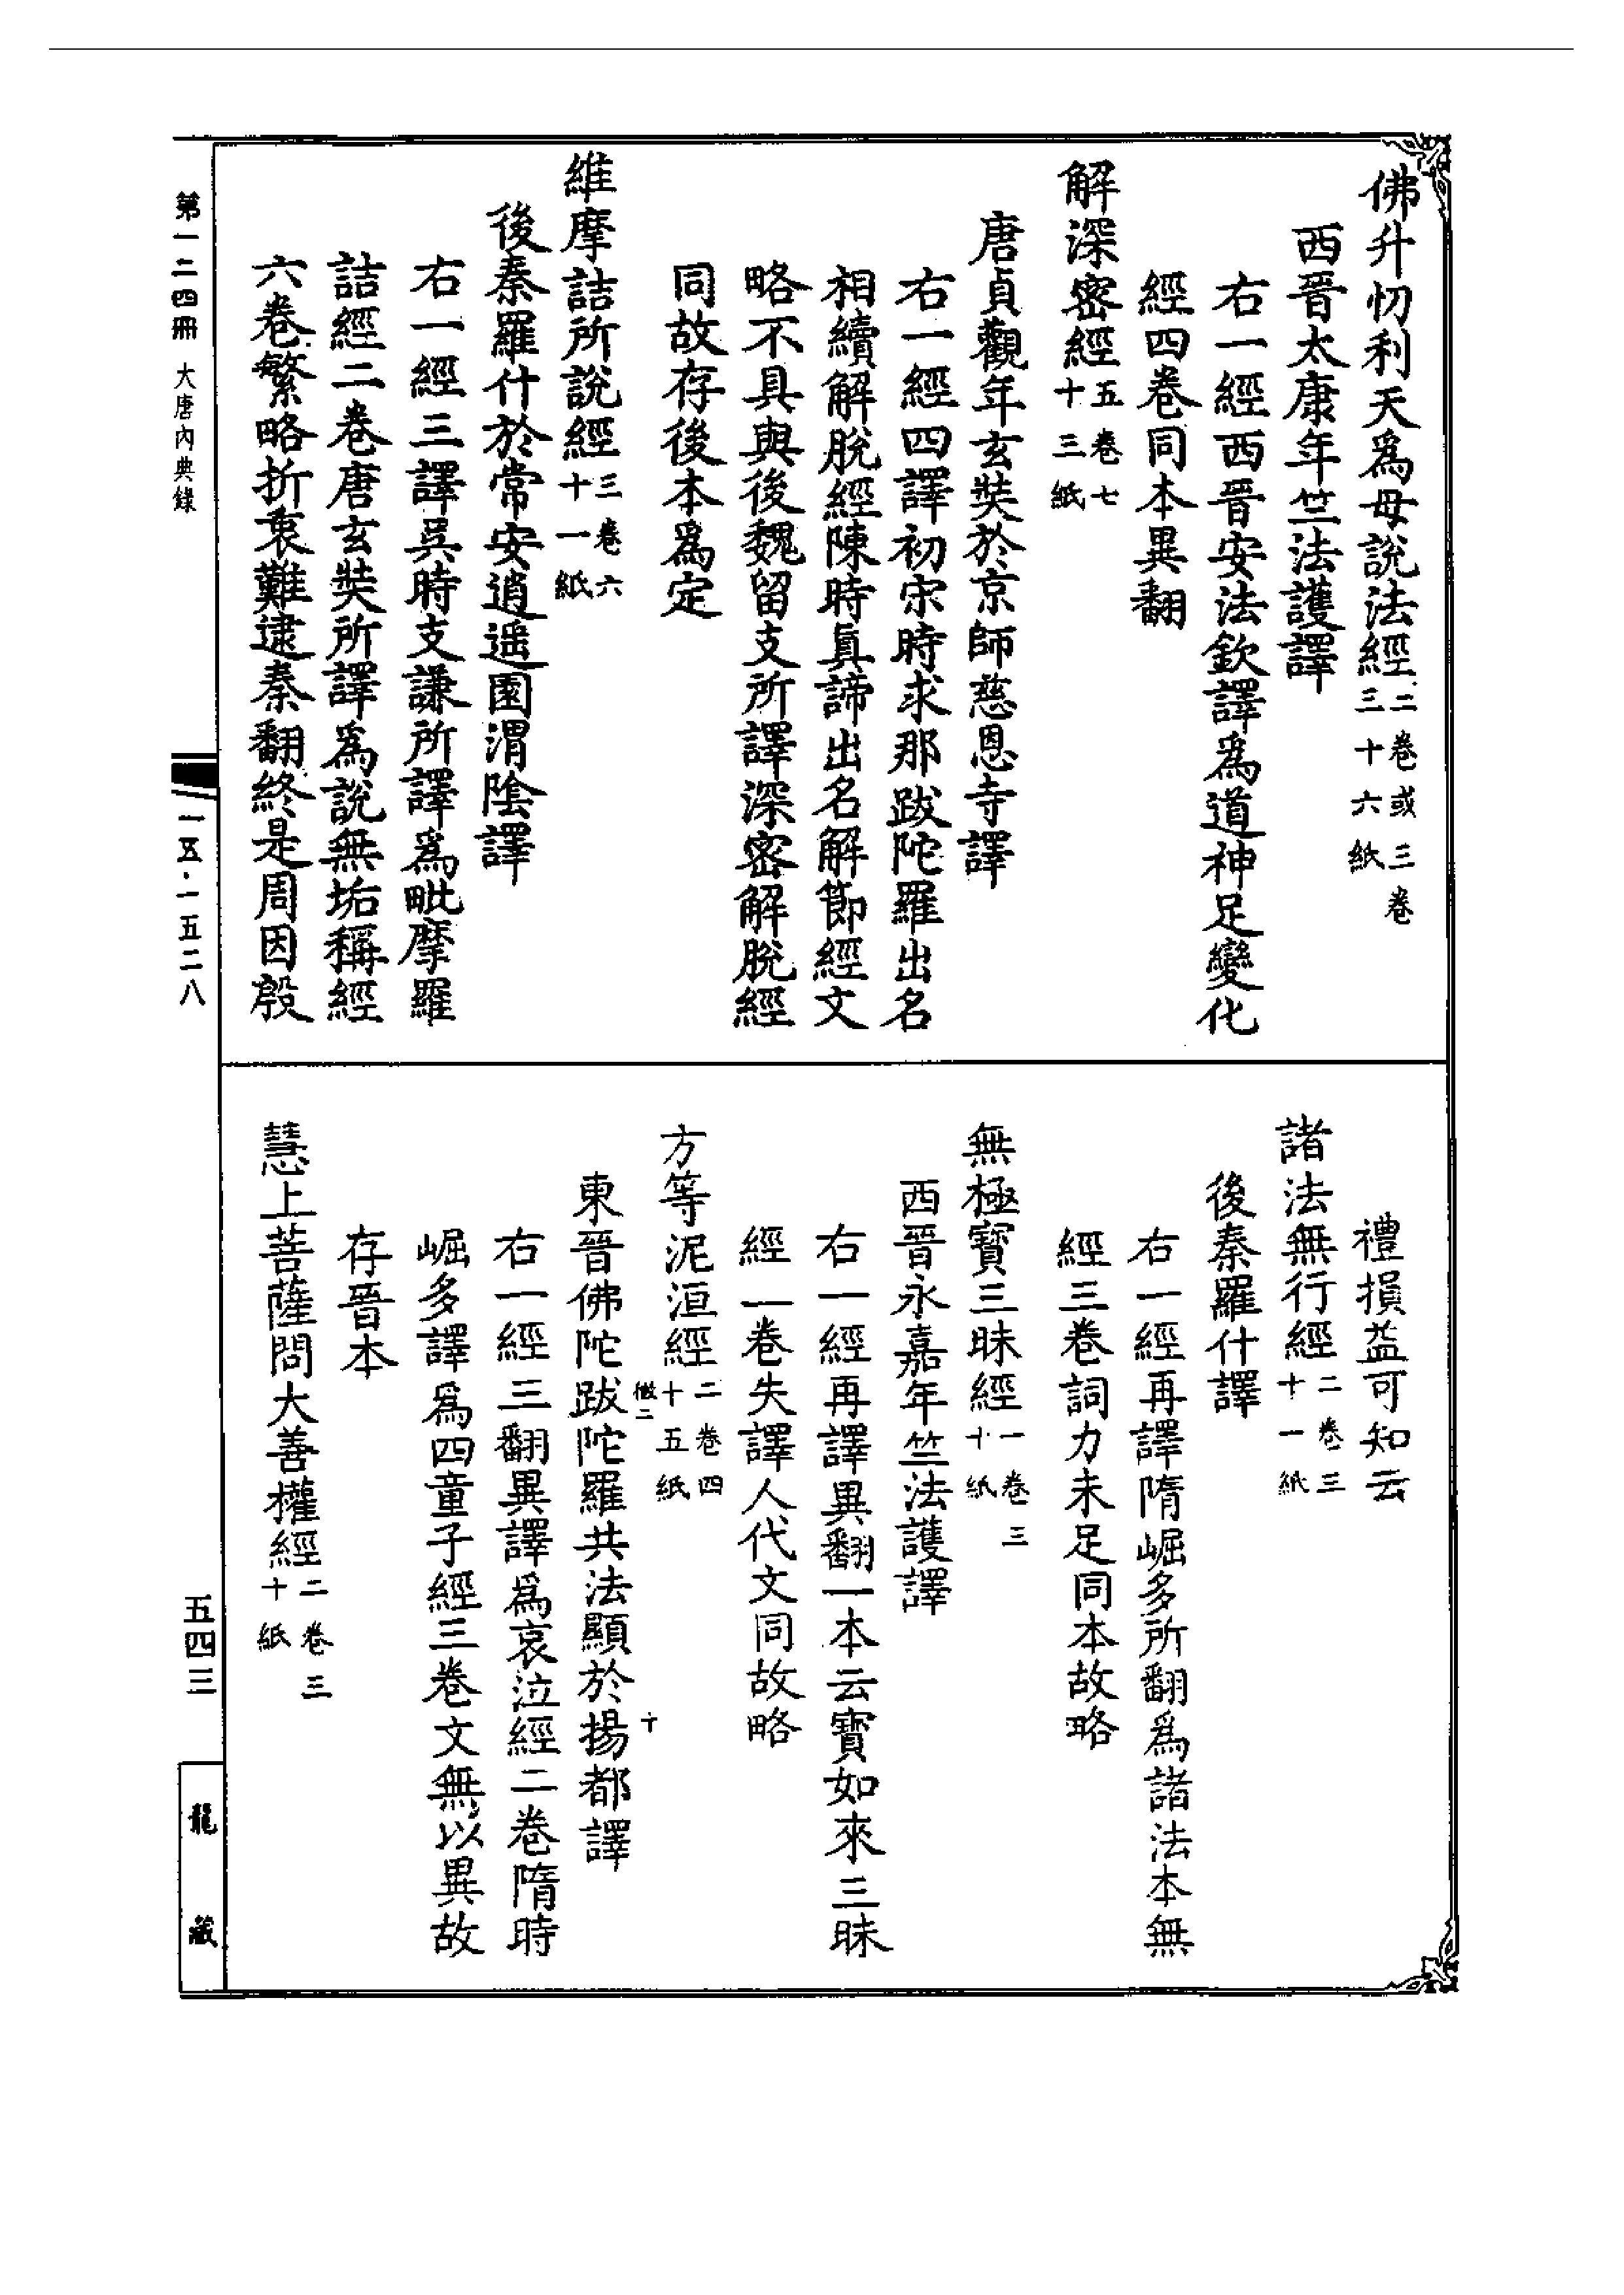 佛升忉利天爲母說法經二卷或三卷三十六紙
西晉太康年竺法護譯
右一經西晉安法欽譯爲道神足變化
經四卷同本異翻
解深密經五卷七十三紙
唐貞觀年玄奘於京師慈恩寺譯
右一經四譯初宋時求那跋陀羅出名
相續解脫經陳時眞諦出名解節經文
略不具與後魏留支所譯深密解脫經
同故存後本爲定
維摩詰所說經三卷六十一紙
後秦羅什於常安逍遥園渭陰譯
右一經三譯吳時支謙所譯爲毗摩羅
詰經二卷唐玄奘所譯爲說無垢稱經
六卷繁略折衷難逮秦翻終是周因殷
禮損益可知云
諸法無行經二卷三十一紙
後秦羅什譯
右一經再譯隋崛多所翻爲諸法本無
經三卷詞力未足同本故略
無極寶三昧經一卷三十紙
西晉永嘉年竺法護譯
右一經再譯異翻一本云寶如來三昧
經一卷失譯人代文同故略
方等泥洹經二卷四十五紙
東晉佛陀跋陀羅共法顯於揚都譯
右一經三翻異譯爲哀泣經二卷隋時
崛多譯爲四童子經三卷文無以異故
存晉本
慧上菩薩問大善權經二卷三十紙
第一二四冊 大唐內典錄
一五·一五二八
五四三
龍藏